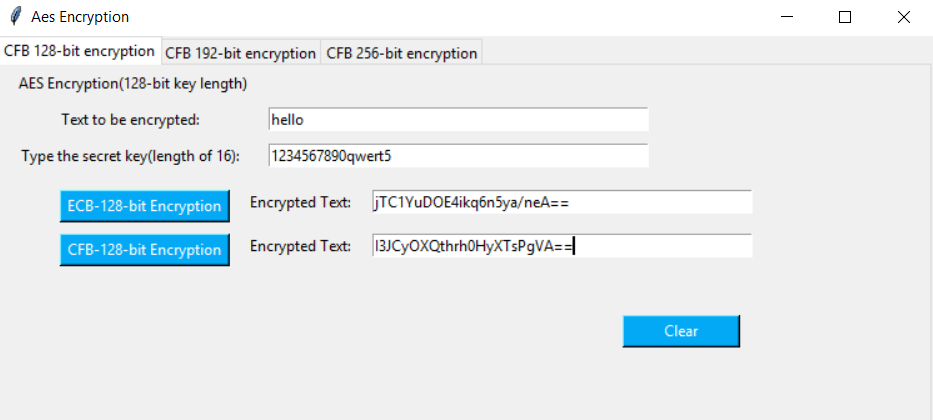 Aes Encryption
CFB 128-bit encryption CFB 192-bit encryption CFB 256-bit encryption
AES Encryption(128-bit key length)
Text to be encrypted: hello
Type the secret key(length of 16): 1234567890qwert5
ECB-128-bit Encryption Encrypted Text: jTC1YuDOE4ikq6n5ya/neA==
CFB-128-bit Encryption Encrypted Text: I3JCyOXQthrh0HyXTsPgVA==
Clear